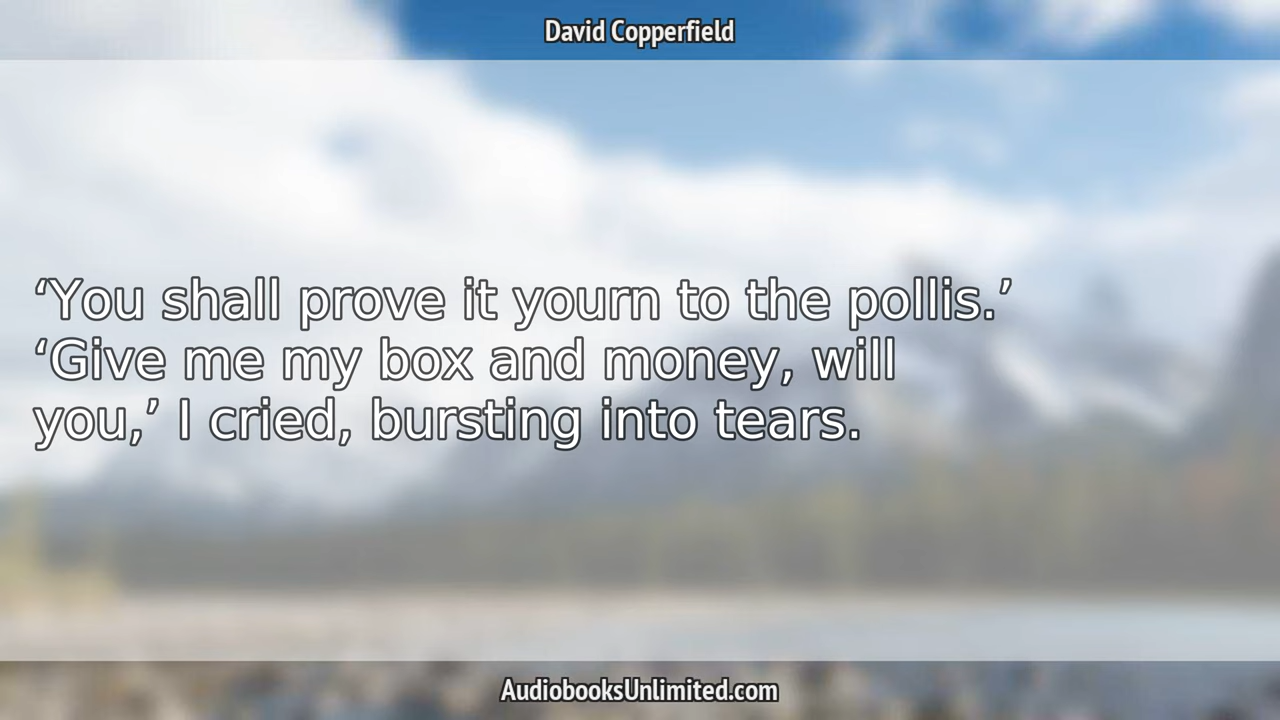 David Copperfield
‘You shall prove it yourn to the pollis.’
‘Give me my box and money, will
you,’ I cried, bursting into tears.
AudiobooksUnlimited.com